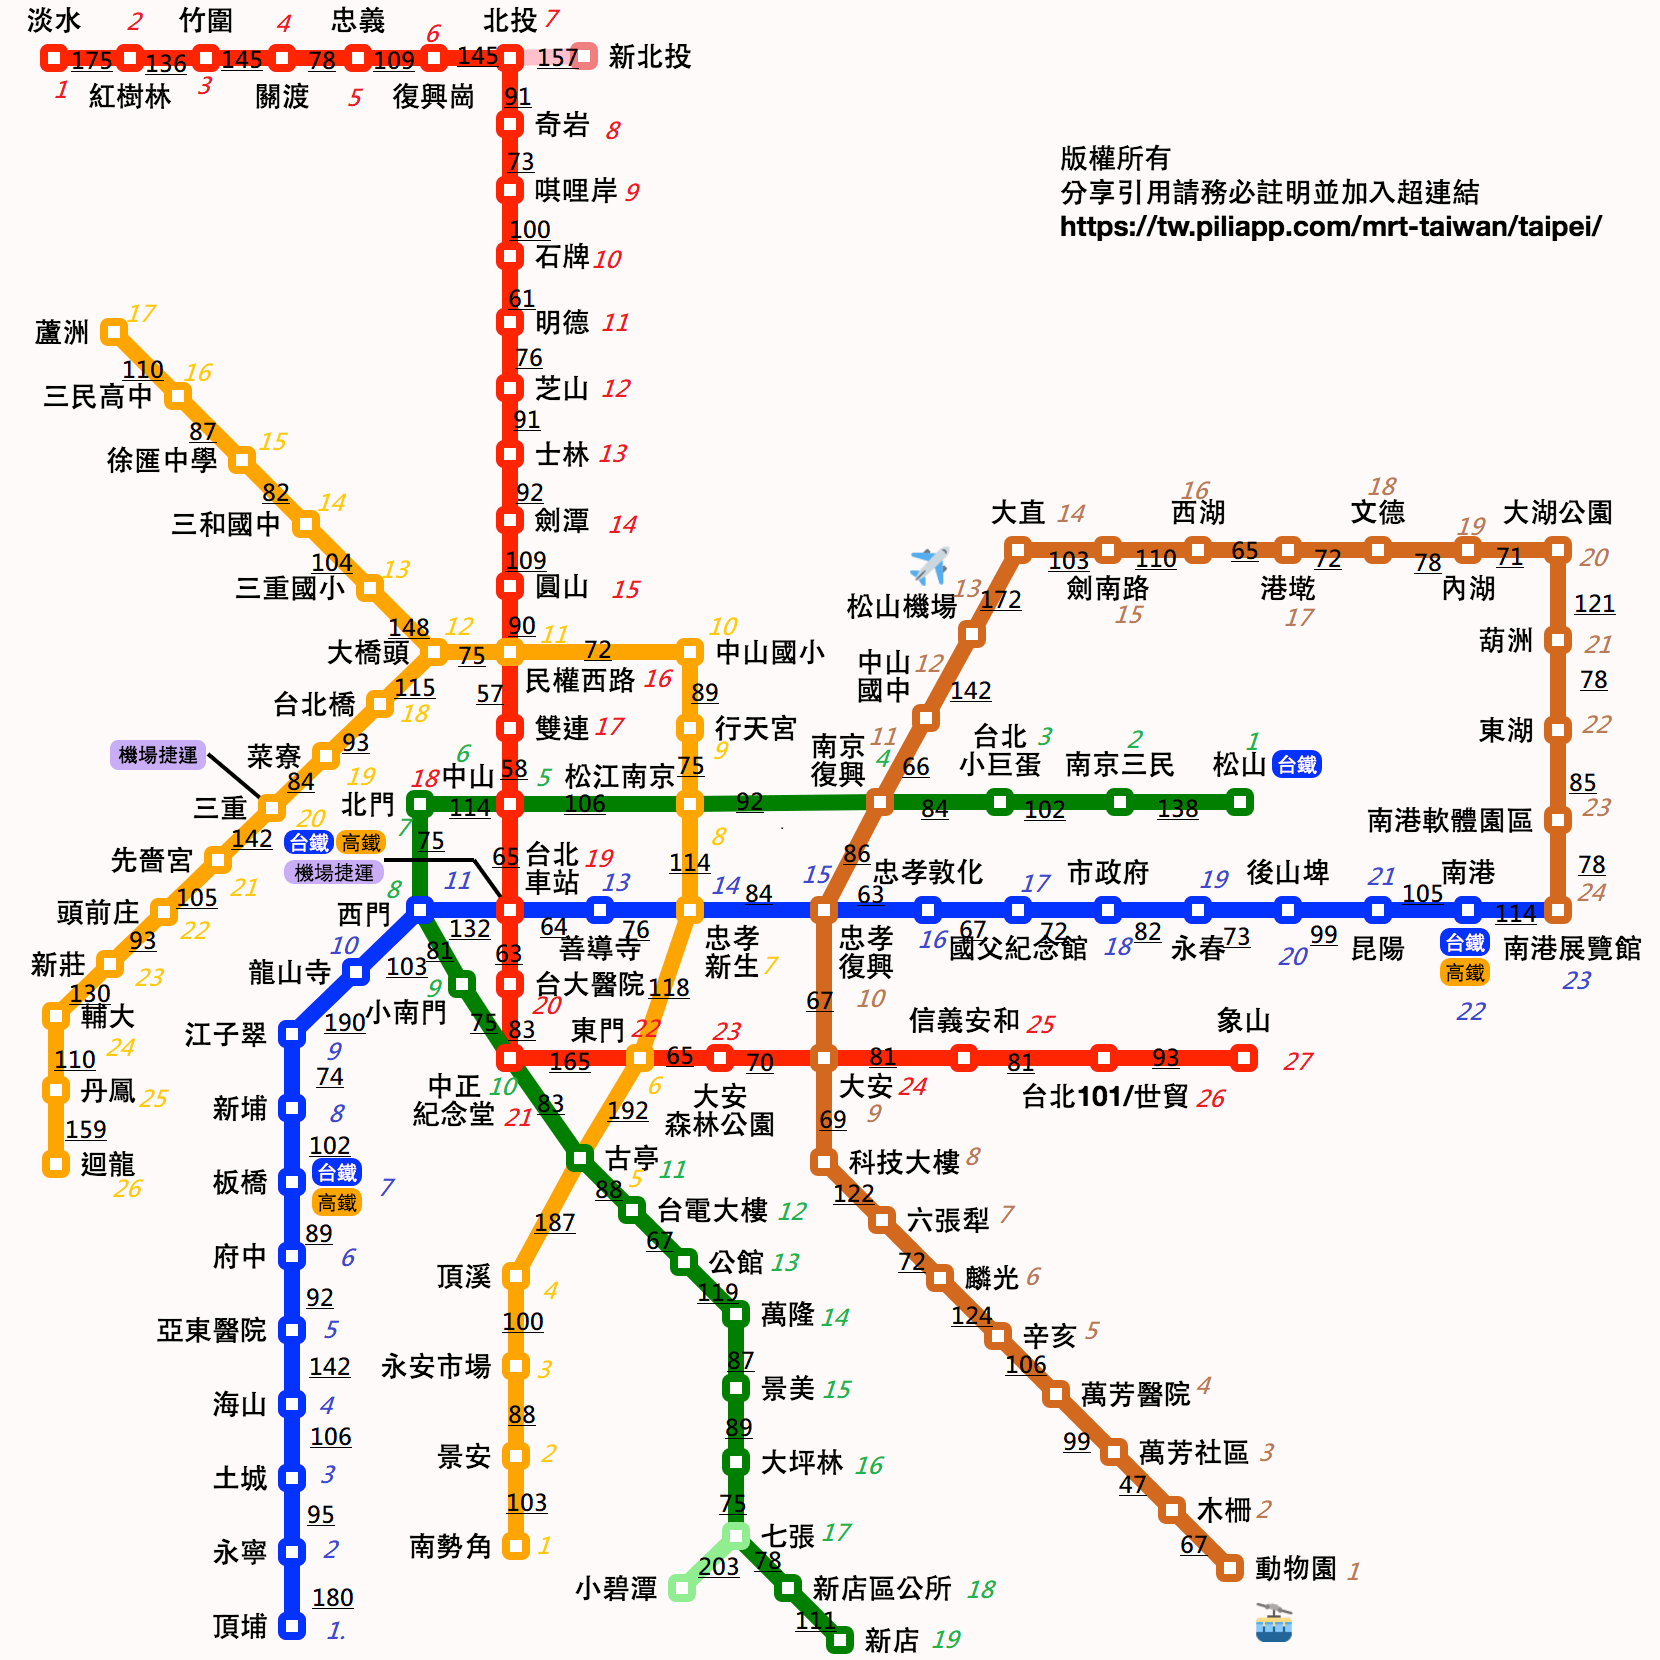 淡水 2 竹圍 4 忠義 6 北投 7
175 136 145 78 109 145 157 新北投
1 紅樹林 3 關渡 5 復興崗
91
奇岩 8
73
唭哩岸 9
100
石牌 10
61
明德 11
76
芝山 12
91
士林 13
92
劍潭 14
109
圓山 15
90
版權所有
分享引用請務必註明並加入超連結
https://tw.piliapp.com/mrt-taiwan/taipei/
蘆洲 17
110
三民高中 16
87
徐匯中學 15
82
三和國中 14
104
三重國小 13
148
大橋頭 12
75
11
72
10 中山國小
民權西路 16
57
雙連 17
58
89
行天宮 9
75
115
台北橋 18
93
菜寮 19
84
機場捷運
三重 20
142
先嗇宮 21
105
頭前庄 22
93
新莊 23
130
輔大 24
110
丹鳳 25
159
迴龍 26
大直 14
103
劍南路 15
110
西湖 16
65
港墘 17
72
文德 18
78
內湖 19
71
大湖公園 20
121
葫洲 21
78
東湖 22
85
南港軟體園區 23
78
24
172
松山機場 13
142
中山
國中 12
66
南京
復興 11
4
86
18 中山 6 5
松江南京
8
北門 7
114 106 92 84 102 138
台北
小巨蛋 3
南京三民 2
松山 1 台鐵
75
65
114
台鐵 高鐵
機場捷運
台北
車站 19
西門 8 11
132 64 76 84 63 67 72 82 73 99 105 114
善導寺 13
忠孝
新生 14
7
忠孝
復興 15
10
忠孝敦化 16
國父紀念館 17
市政府 18
永春 19
後山埤 20
昆陽 21
南港
台鐵
高鐵
22
南港展覽館
23
10
龍山寺
103
190
江子翠 9
74
新埔 8
102
板橋 台鐵
高鐵 7
89
府中 6
92
亞東醫院 5
142
海山 4
106
土城 3
95
永寧 2
180
頂埔 1.
81
小南門 9
75
63
台大醫院 20
83
118
67
中正
紀念堂 10
21
165 65 70 81 81 93
東門 22
6
大安
森林公園 23
大安 24
9
信義安和 25
台北101/世貿 26
象山 27
83
192
古亭 5 11
88
台電大樓 12
67
公館 13
119
萬隆 14
87
景美 15
89
大坪林 16
75
七張 17
203 78
小碧潭
新店區公所 18
111
新店 19
187
頂溪 4
100
永安市場 3
88
景安 2
103
南勢角 1
69
科技大樓 8
122
六張犁 7
72
麟光 6
124
辛亥 5
106
萬芳醫院 4
99
萬芳社區 3
47
木柵 2
67
動物園 1